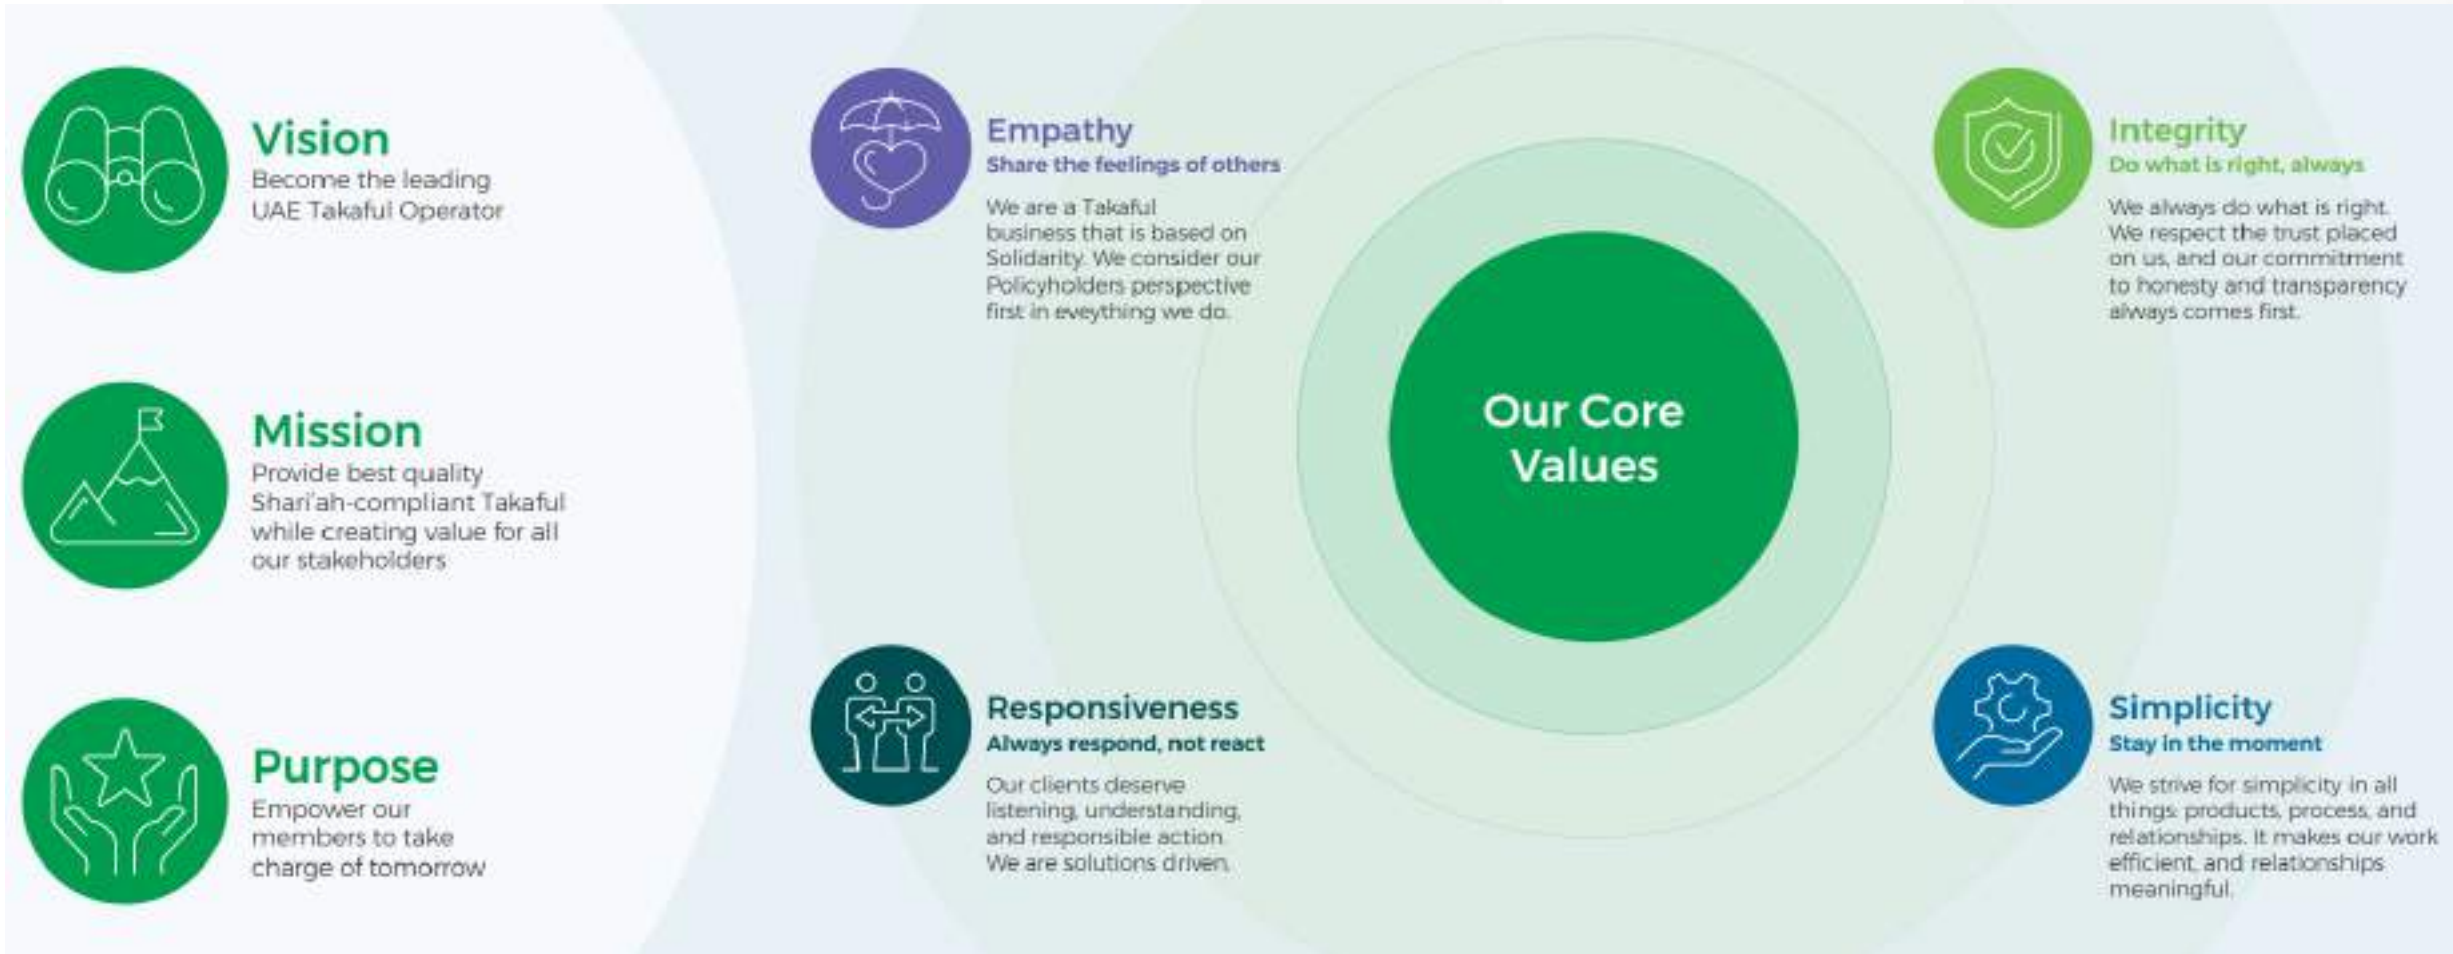 Vision
Become the leading
UAE Takaful Operator
Mission
Provide best quality
Shari'ah-compliant Takaful
while creating value for all
our stakeholders
Purpose
Empower our
members to take
charge of tomorrow
Empathy
Share the feelings of others
We are a Takaful
business that is based on
Solidarity. We consider our
Policyholders perspective
first in eveything we do.
Responsiveness
Always respond, not react
Our clients deserve
listening, understanding,
and responsible action.
We are solutions driven.
Our Core
Values
Integrity
Do what is right, always
We always do what is right.
We respect the trust placed
on us, and our commitment
to honesty and transparency
always comes first.
Simplicity
Stay in the moment
We strive for simplicity in all
things: products, process, and
relationships. It makes our work
efficient, and relationships
meaningful.